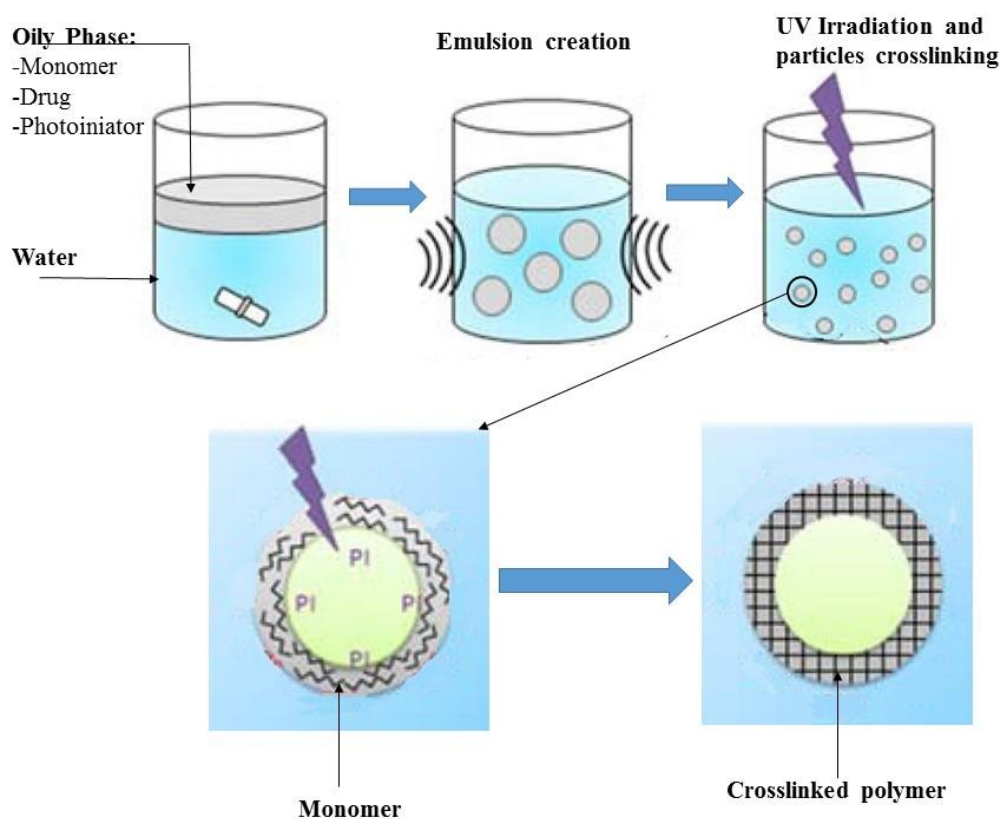 Oily Phase:
-Monomer
-Drug
-Photoiniator
Water
Emulsion creation
UV Irradiation and
particles crosslinking
PI
PI
PI
PI
Monomer
Crosslinked polymer